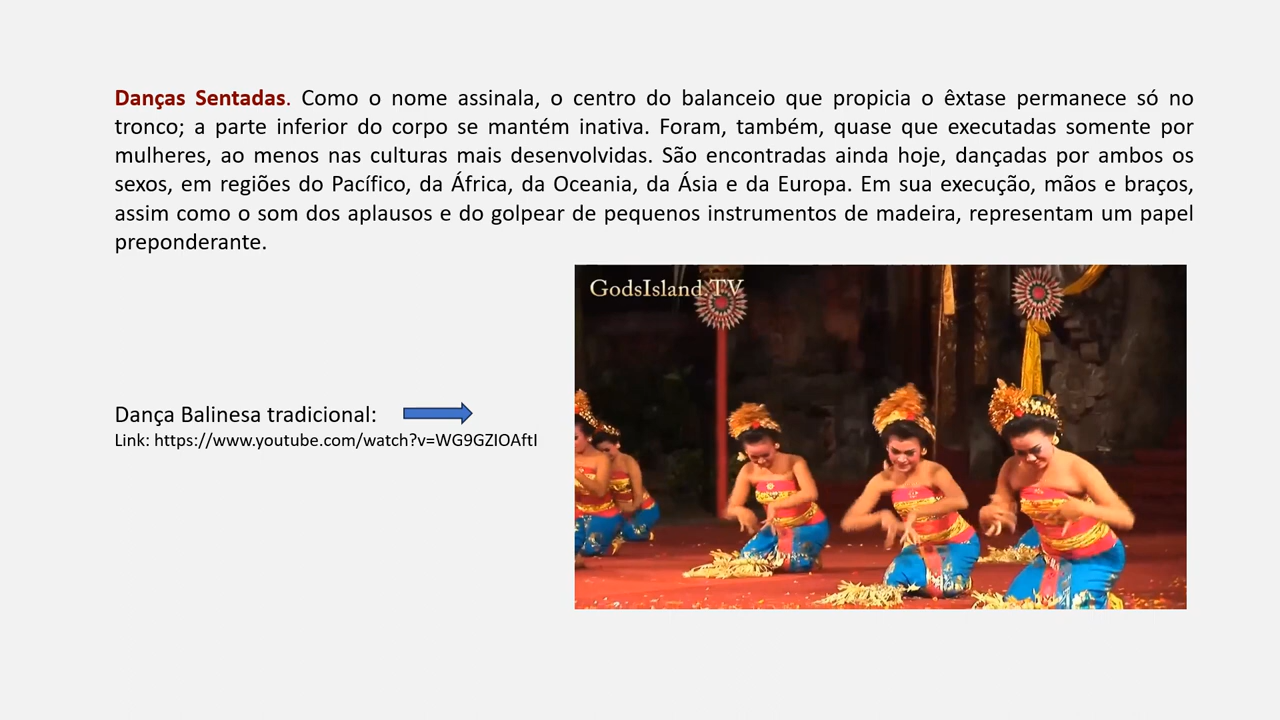 Danças Sentadas. Como o nome assinala, o centro do balanceio que propicia o êxtase permanece só no
tronco; a parte inferior do corpo se mantém inativa. Foram, também, quase que executadas somente por
mulheres, ao menos nas culturas mais desenvolvidas. São encontradas ainda hoje, dançadas por ambos os
sexos, em regiões do Pacífico, da África, da Oceania, da Ásia e da Europa. Em sua execução, mãos e braços,
assim como o som dos aplausos e do golpear de pequenos instrumentos de madeira, representam um papel
preponderante.
GodsIsland.TV
Dança Balinesa tradicional:
Link: https://www.youtube.com/watch?v=WG9GZIOAftI